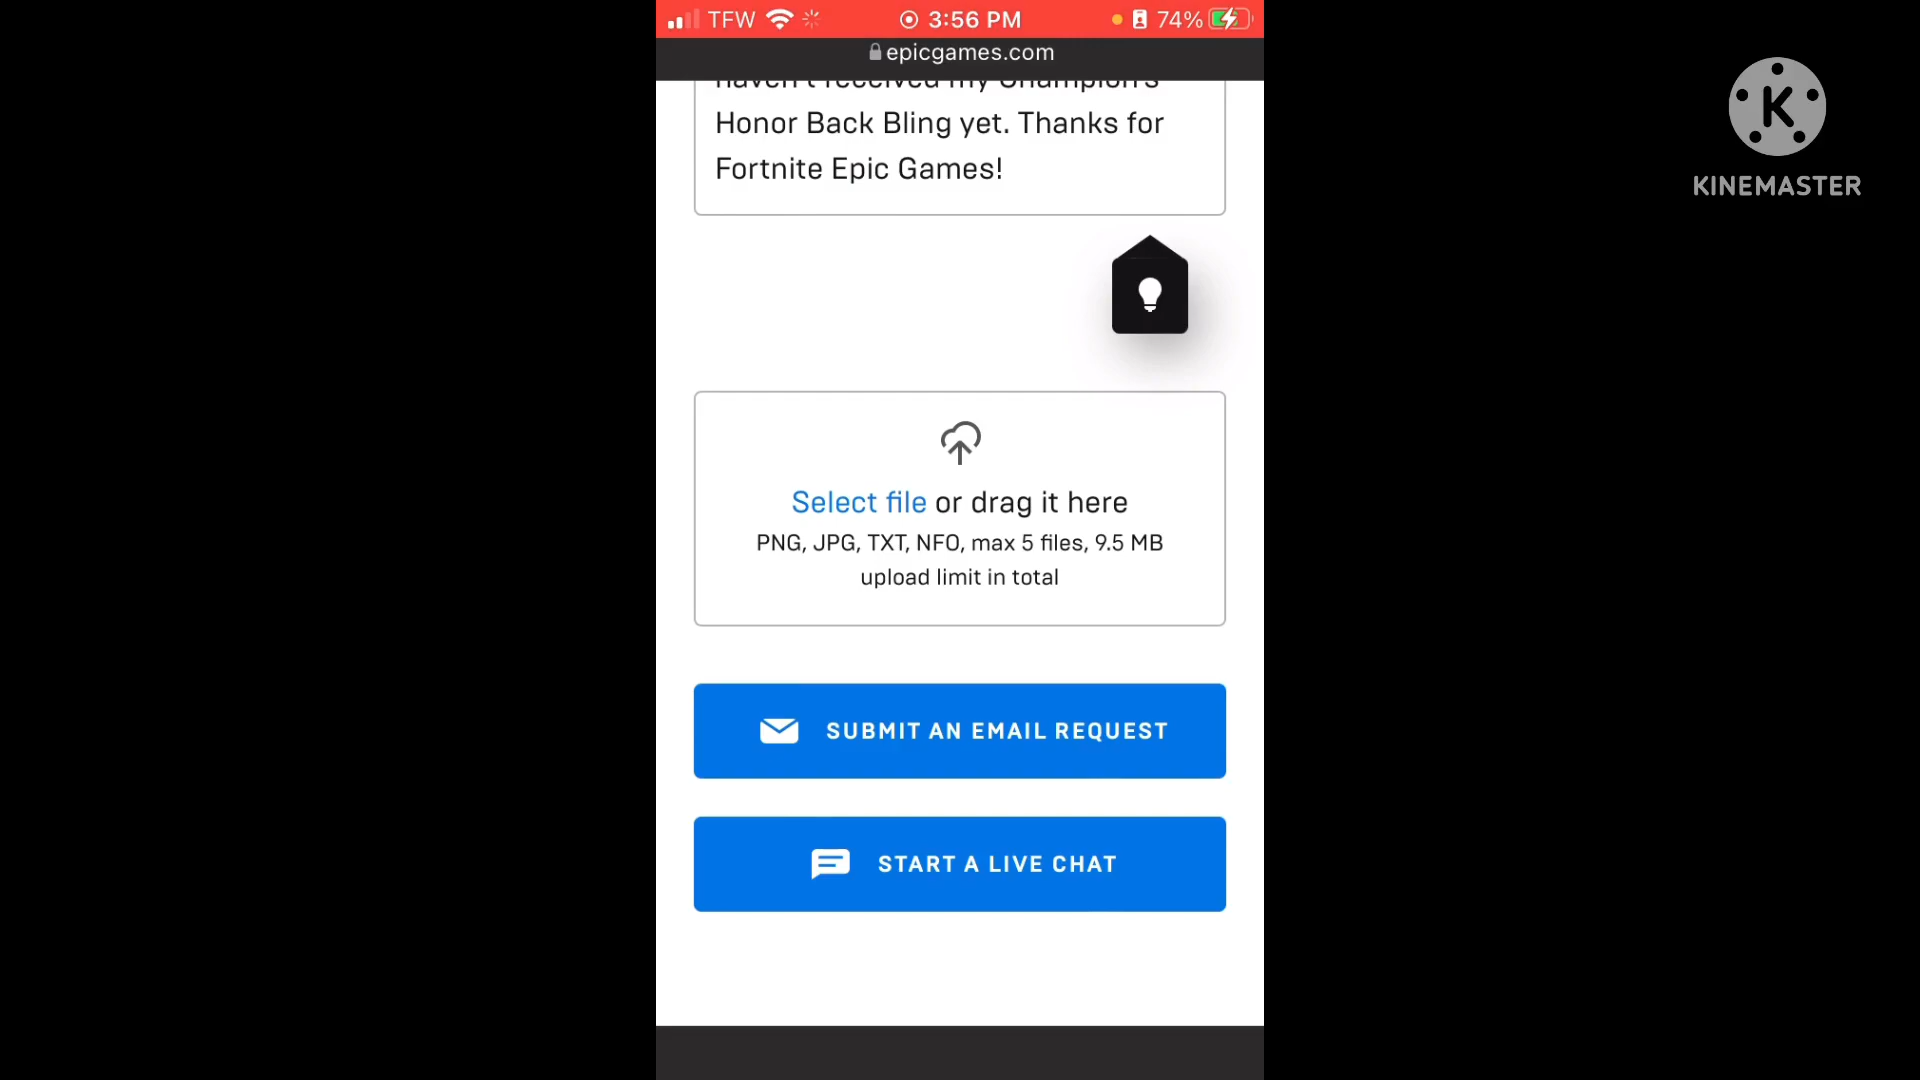 TFW 3:56 PM 74%
epicgames.com
haven't received my Champion's
Honor Back Bling yet. Thanks for
Fortnite Epic Games!
Select file or drag it here
PNG, JPG, TXT, NFO, max 5 files, 9.5 MB
upload limit in total
SUBMIT AN EMAIL REQUEST
START A LIVE CHAT
K
KINEMASTER